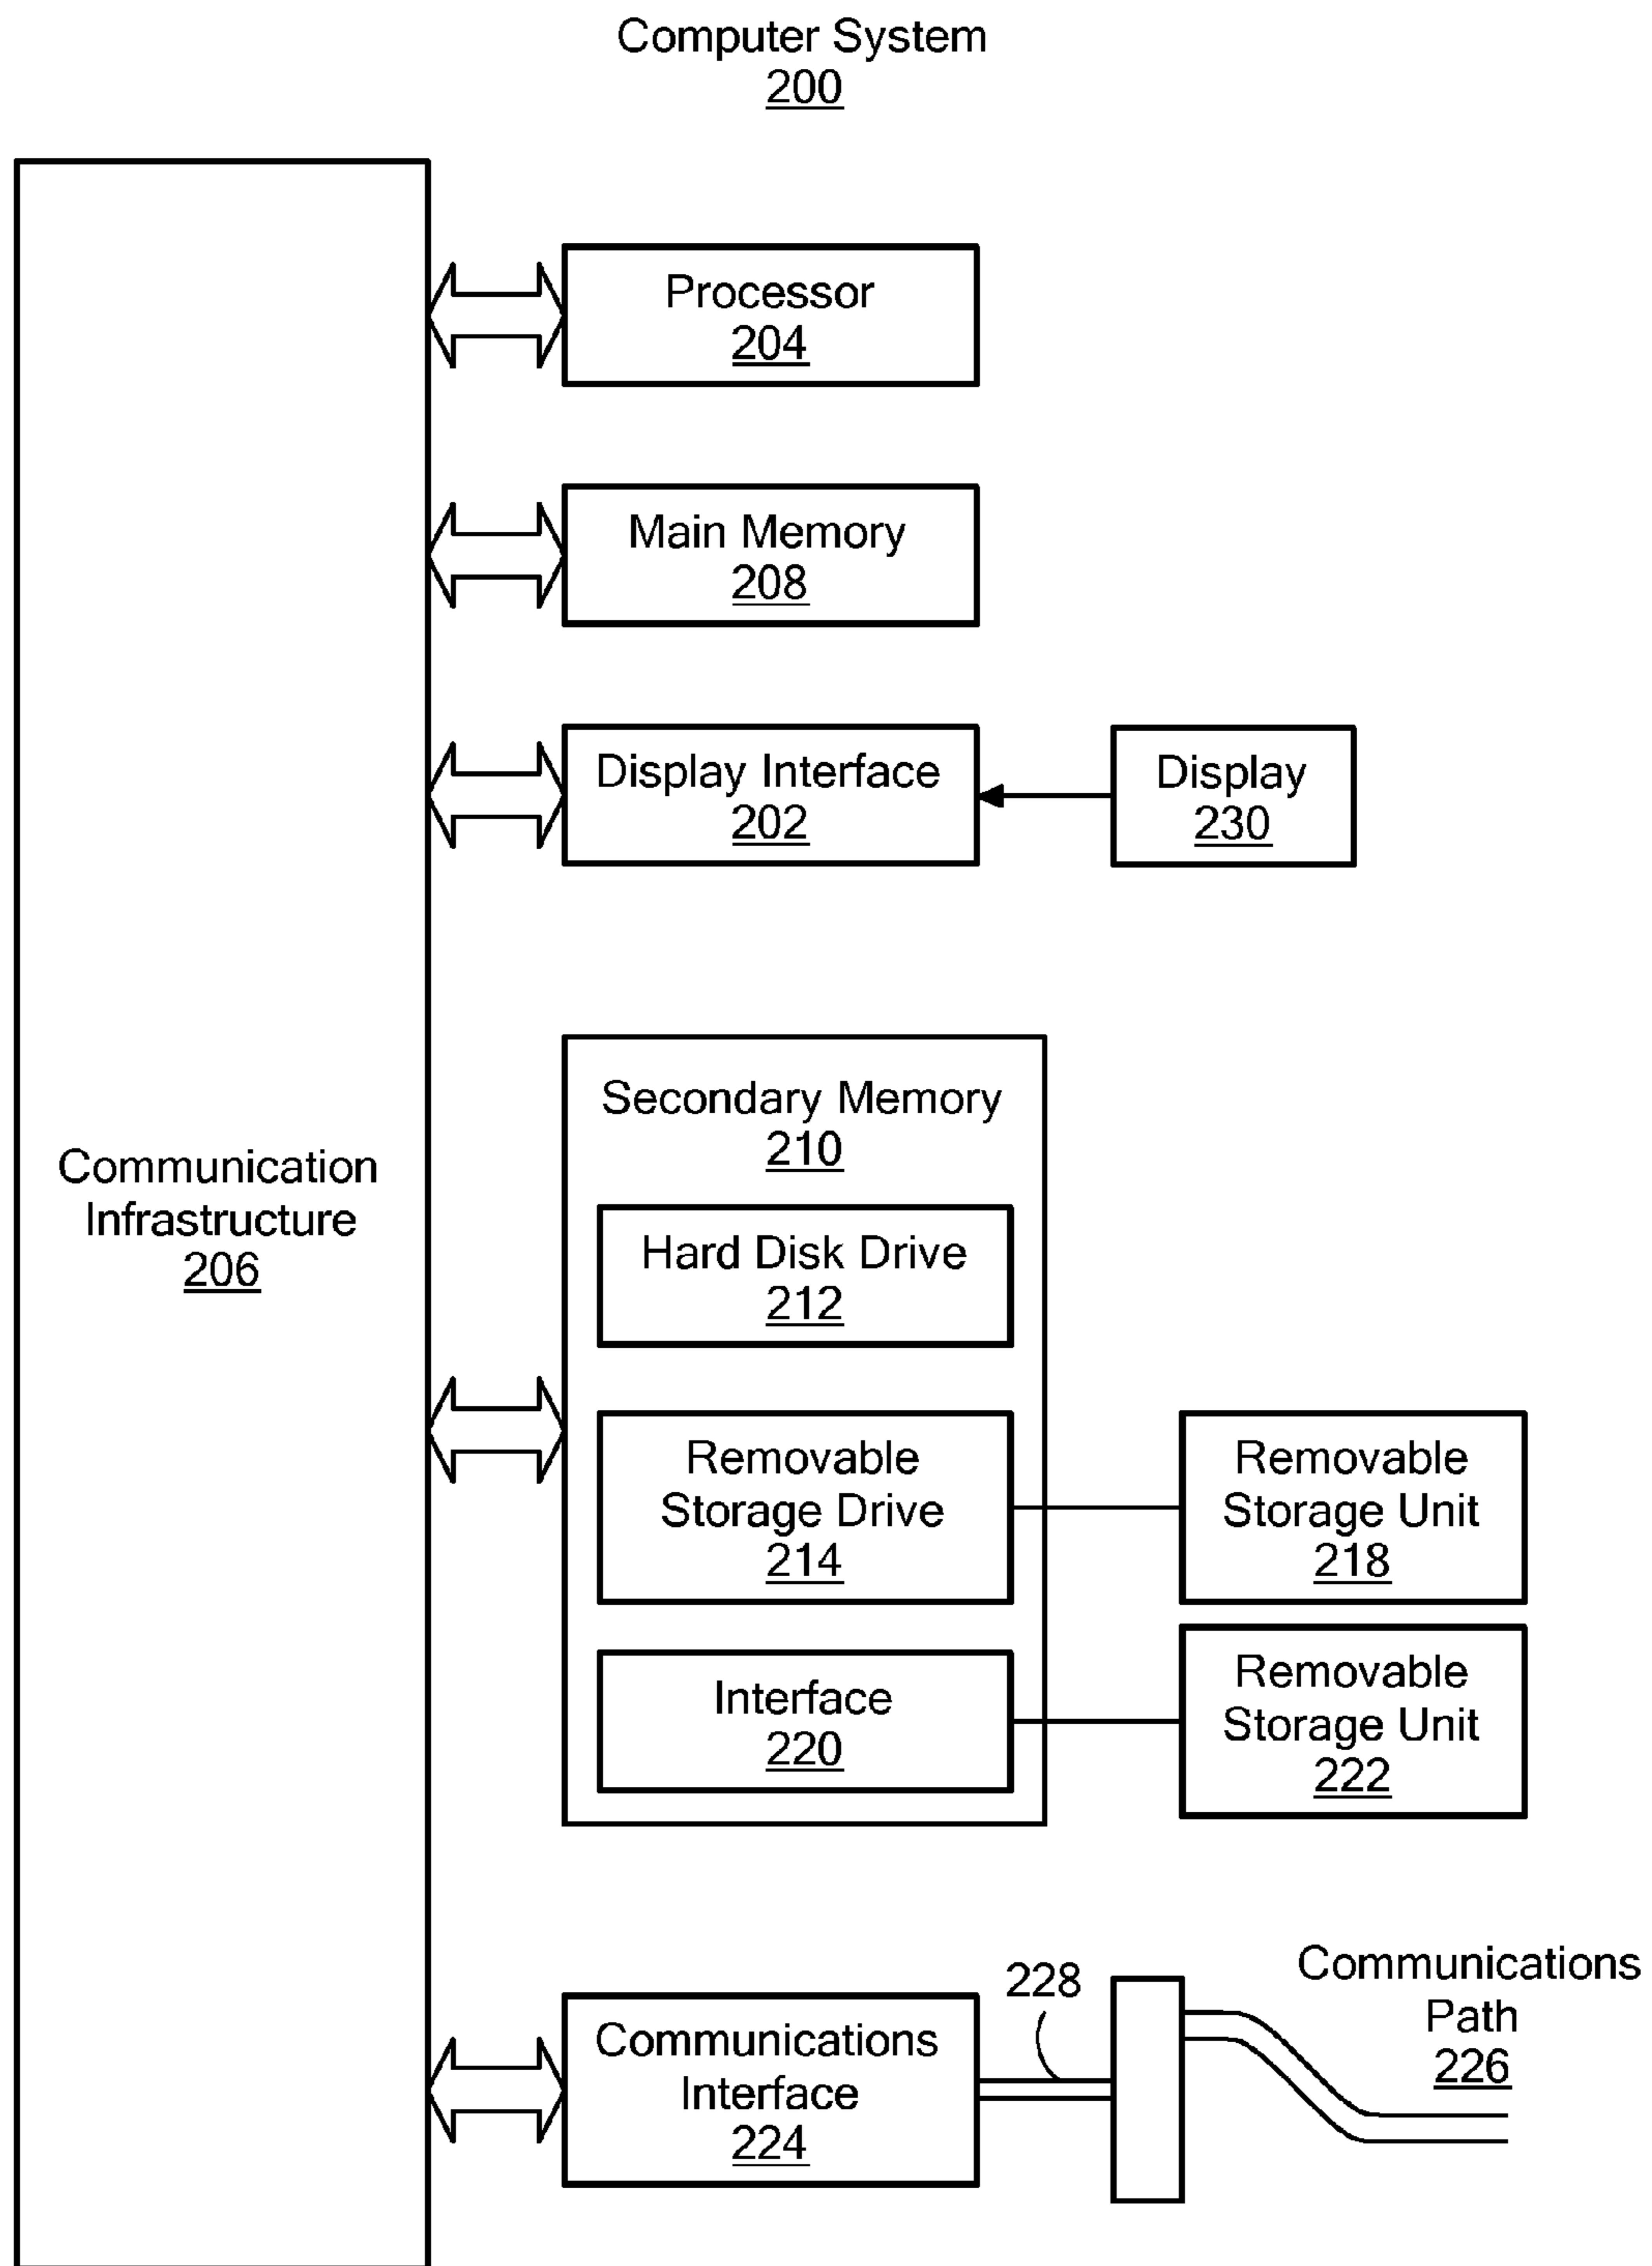 Computer System
200
Processor
204
Main Memory
208
Display Interface
202
Display
230
Communication
Infrastructure
206
Secondary Memory
210
Hard Disk Drive
212
Removable
Storage Drive
214
Removable
Storage Unit
218
Interface
220
Removable
Storage Unit
222
Communications
Interface
224
228
Communications
Path
226